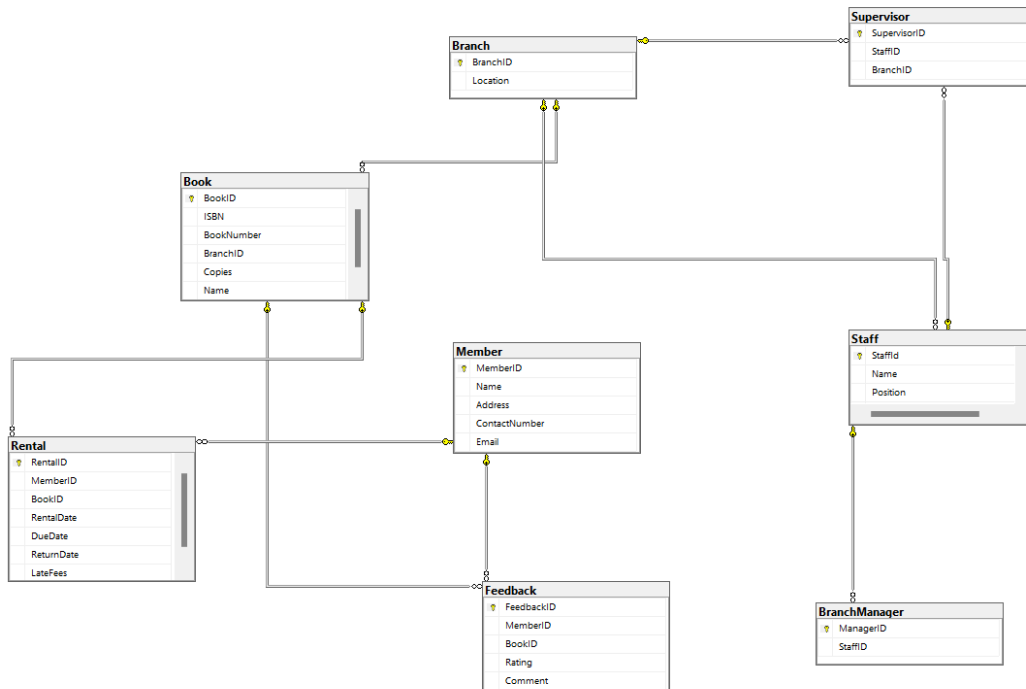 Supervisor
SupervisorID
StaffID
BranchID
Branch
BranchID
Location
Book
BookID
ISBN
BookNumber
BranchID
Copies
Name
Staff
StaffId
Name
Position
Member
MemberID
Name
Address
ContactNumber
Email
Rental
RentalID
MemberID
BookID
RentalDate
DueDate
ReturnDate
LateFees
Feedback
FeedbackID
MemberID
BookID
Rating
Comment
BranchManager
ManagerID
StaffID